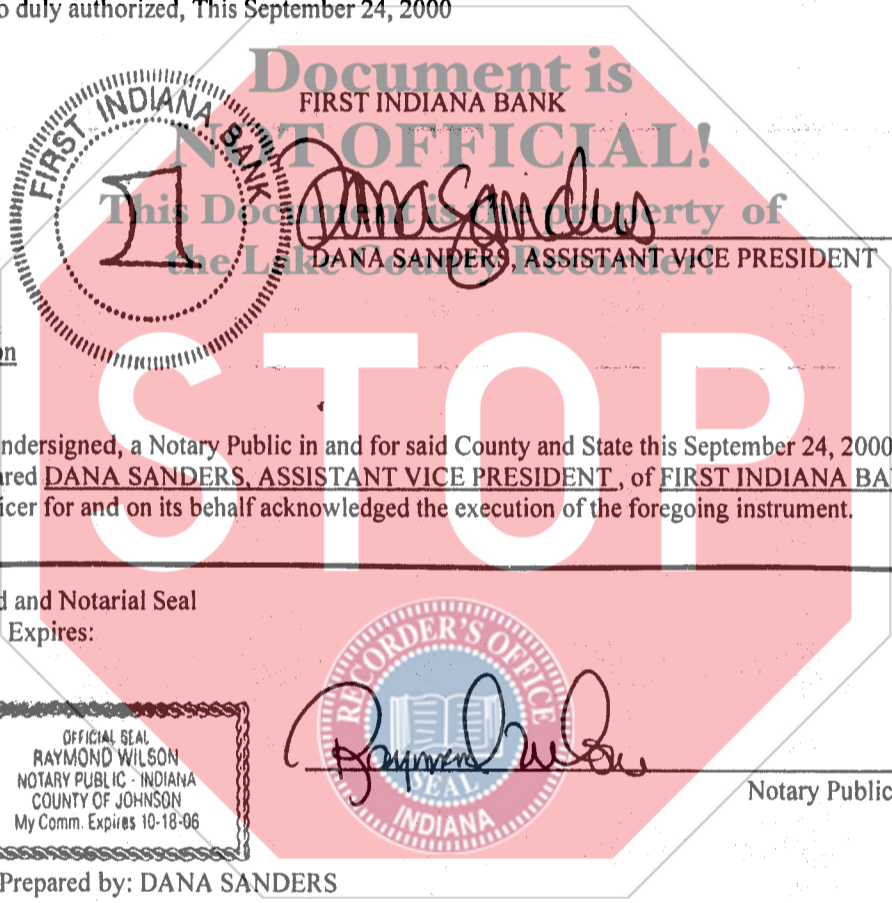 o duly authorized, This September 24, 2000
Document is
FIRST INDIANA BANK
NOT OFFICIAL!
FIRST INDIANA BANK
Dana Sanders
This Document is the property of
the Lake County Recorder!
DANA SANDERS, ASSISTANT VICE PRESIDENT
on
STOP
ndersigned, a Notary Public in and for said County and State this September 24, 2000
ared DANA SANDERS, ASSISTANT VICE PRESIDENT , of FIRST INDIANA BA
icer for and on its behalf acknowledged the execution of the foregoing instrument.
d and Notarial Seal
Expires:
RECORDER'S OFFICE
SEAL
INDIANA
OFFICIAL SEAL
RAYMOND WILSON
NOTARY PUBLIC - INDIANA
COUNTY OF JOHNSON
My Comm. Expires 10-18-06
Raymond Wilson
Notary Public
Prepared by: DANA SANDERS